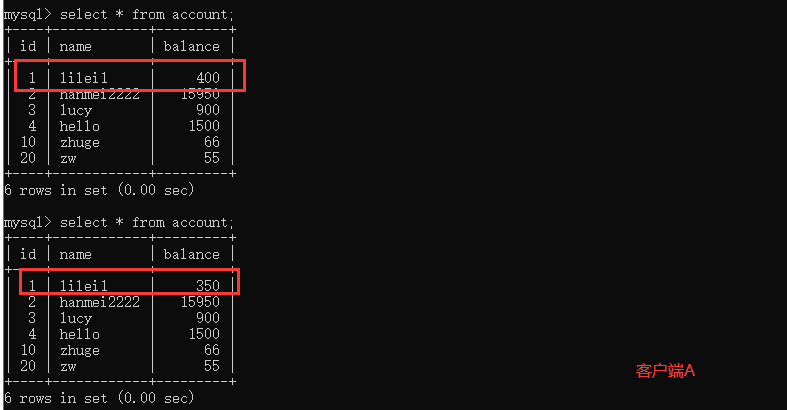 mysql> select * from account;
+----+------------+---------+
| id | name | balance |
+----+------------+---------+
| 1 | lilei1 | 400 |
| 2 | hanmei2222 | 15950 |
| 3 | lucy | 900 |
| 4 | hello | 1500 |
| 10 | zhuge | 66 |
| 20 | zw | 55 |
+----+------------+---------+
6 rows in set (0.00 sec)
mysql> select * from account;
+----+------------+---------+
| id | name | balance |
+----+------------+---------+
| 1 | lilei1 | 350 |
| 2 | hanmei2222 | 15950 |
| 3 | lucy | 900 |
| 4 | hello | 1500 |
| 10 | zhuge | 66 |
| 20 | zw | 55 |
+----+------------+---------+
6 rows in set (0.00 sec)
客户端A